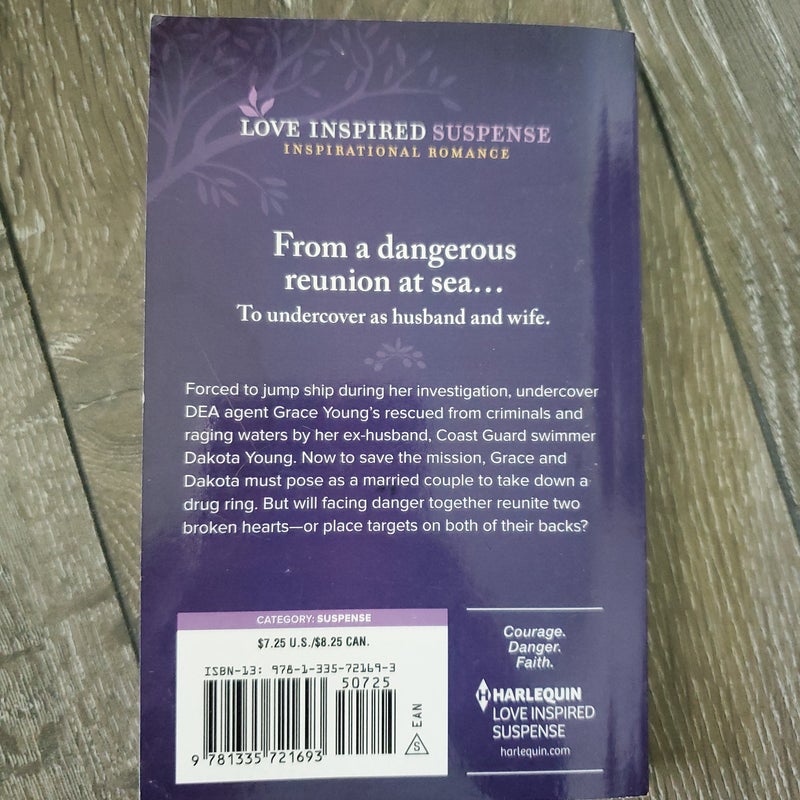 LOVE INSPIRED SUSPENSE
INSPIRATIONAL ROMANCE
From a dangerous
reunion at sea…
To undercover as husband and wife.
Forced to jump ship during her investigation, undercover
DEA agent Grace Young's rescued from criminals and
raging waters by her ex-husband, Coast Guard swimmer
Dakota Young. Now to save the mission, Grace and
Dakota must pose as a married couple to take down a
drug ring. But will facing danger together reunite two
broken hearts—or place targets on both of their backs?
CATEGORY: SUSPENSE
$7.25 U.S./$8.25 CAN.
ISBN-13: 978-1-335-72169-3
50725
9 781335 721693
EAN
S
Courage.
Danger.
Faith.
HARLEQUIN
LOVE INSPIRED
SUSPENSE
harlequin.com